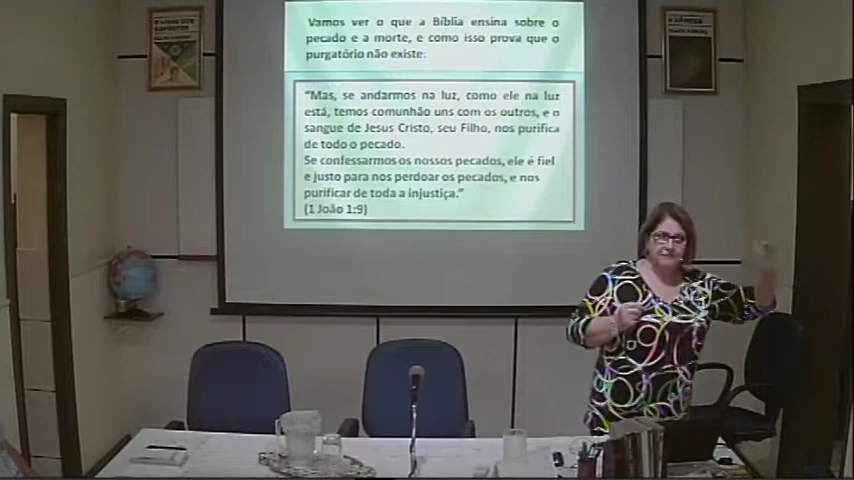 Vamos ver o que a Bíblia ensina sobre o
pecado e a morte, e como isso prova que o
purgatório não existe:
"Mas, se andarmos na luz, como ele na luz
está, temos comunhão uns com os outros, e o
sangue de Jesus Cristo, seu Filho, nos purifica
de todo o pecado.
Se confessarmos os nossos pecados, ele é fiel
e justo para nos perdoar os pecados, e nos
purificar de toda a injustiça."
(1 João 1:9)